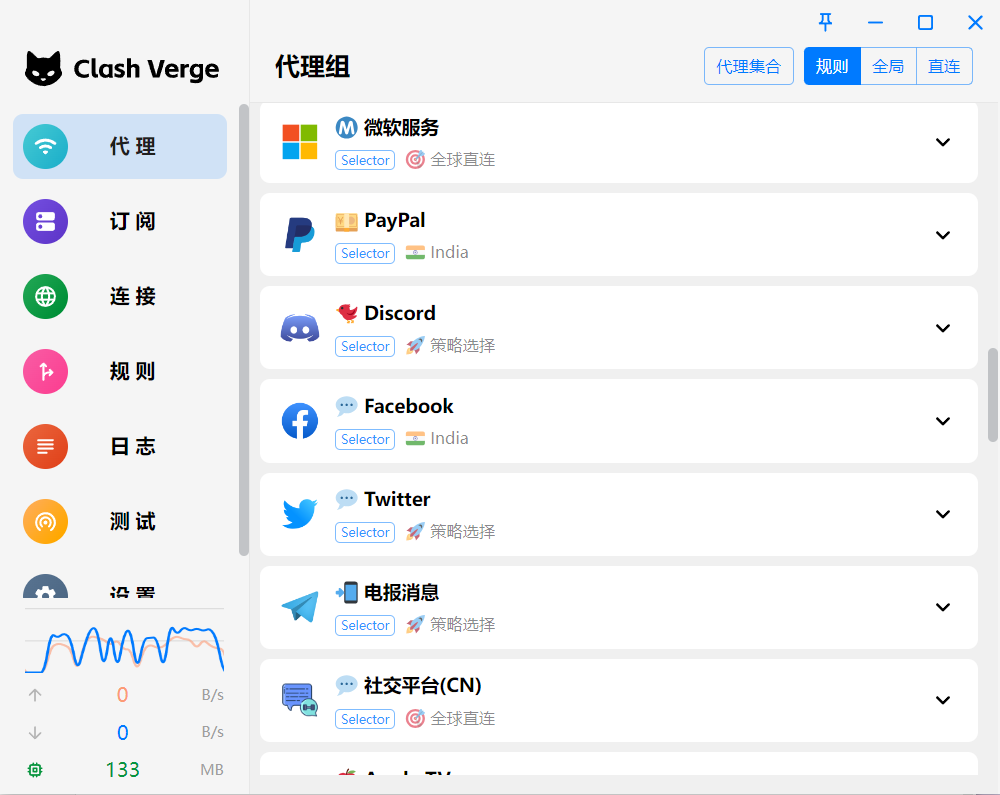 Clash Verge
代理
订阅
连接
规则
日志
测试
设置
0 B/s
0 B/s
133 MB
代理组
代理集合 规则 全局 直连
微软服务
Selector 全球直连
PayPal
Selector India
Discord
Selector 策略选择
Facebook
Selector India
Twitter
Selector 策略选择
电报消息
Selector 策略选择
社交平台(CN)
Selector 全球直连
Apple TV